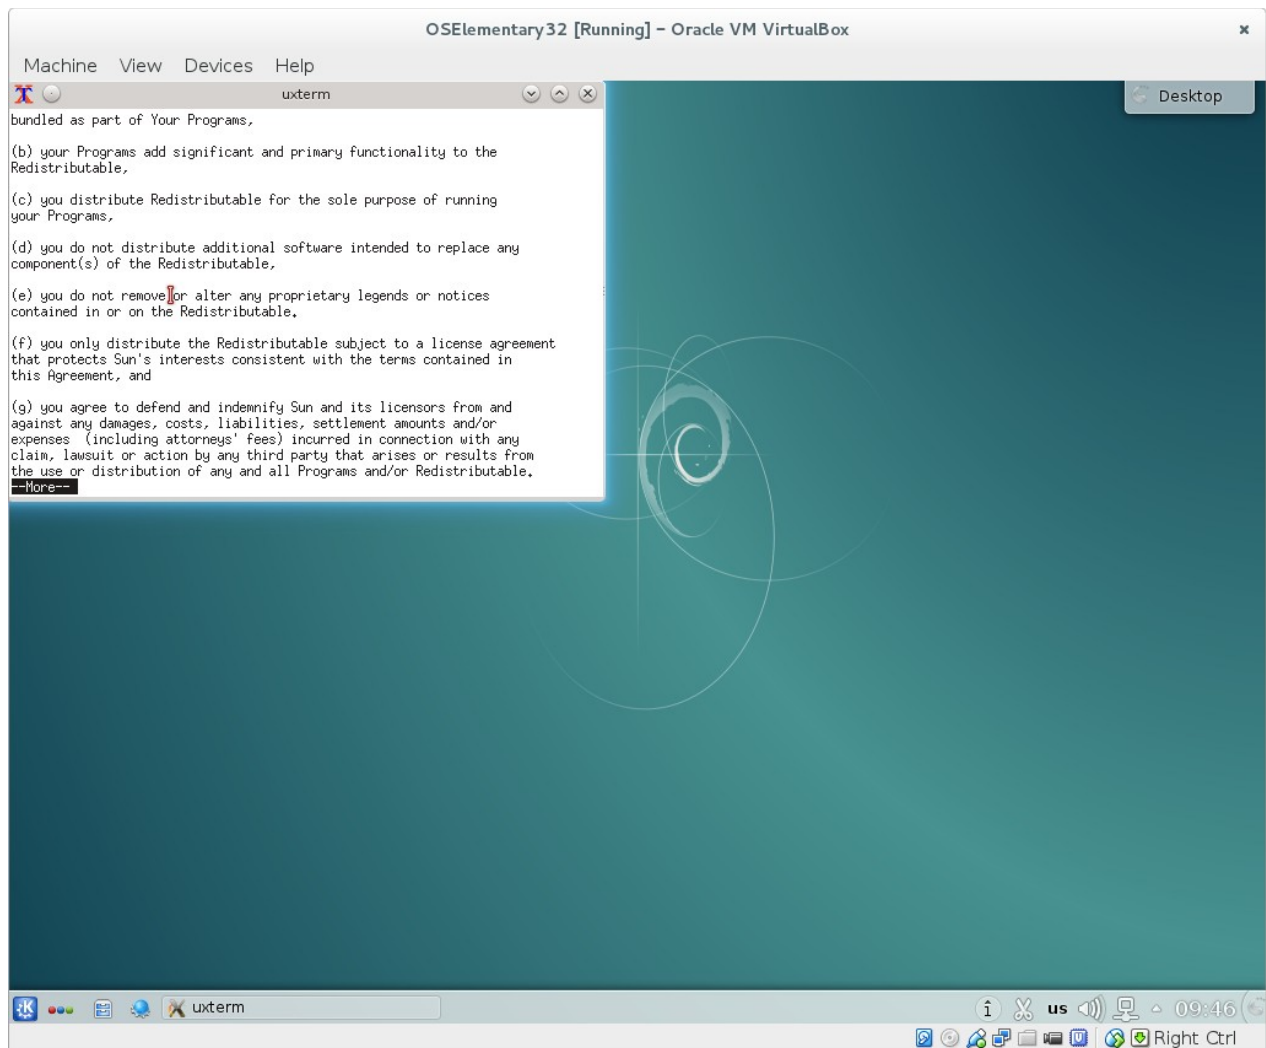 OSElementary32 [Running] – Oracle VM VirtualBox
Machine View Devices Help
uxterm
Desktop
bundled as part of Your Programs,
(b) your Programs add significant and primary functionality to the
Redistributable,
(c) you distribute Redistributable for the sole purpose of running
your Programs,
(d) you do not distribute additional software intended to replace any
component(s) of the Redistributable,
(e) you do not remove or alter any proprietary legends or notices
contained in or on the Redistributable.
(f) you only distribute the Redistributable subject to a license agreement
that protects Sun's interests consistent with the terms contained in
this Agreement, and
(g) you agree to defend and indemnify Sun and its licensors from and
against any damages, costs, liabilities, settlement amounts and/or
expenses  (including attorneys' fees) incurred in connection with any
claim, lawsuit or action by any third party that arises or results from
the use or distribution of any and all Programs and/or Redistributable.
--More--
uxterm us 09:46
Right Ctrl